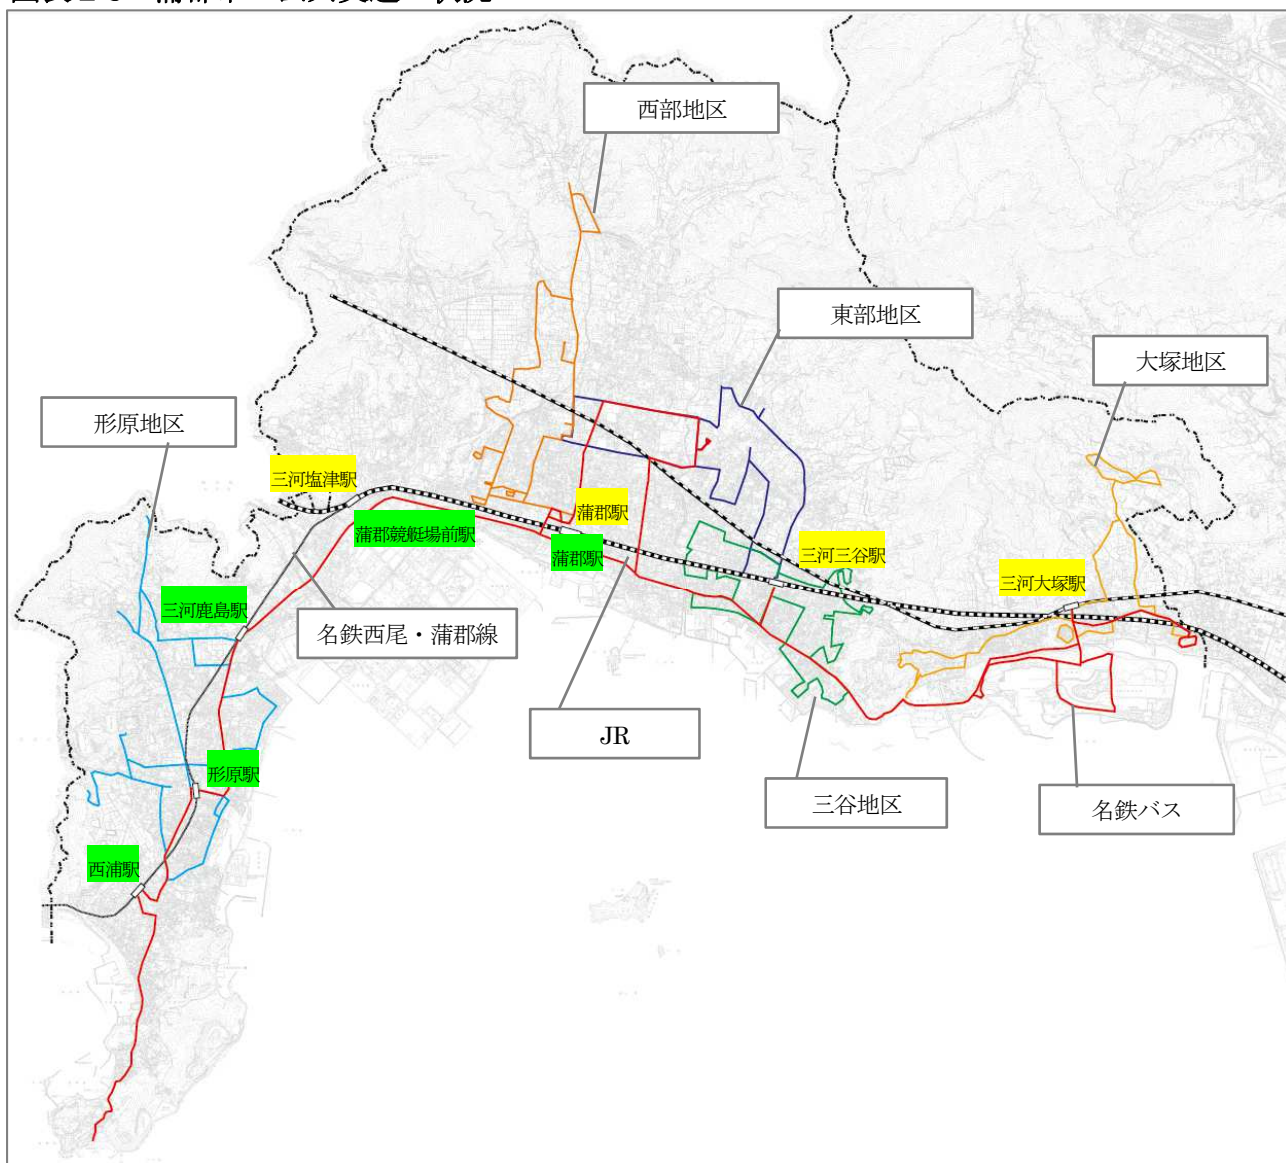 西部地区
東部地区
大塚地区
形原地区
三河塩津駅
蒲郡競艇場前駅
蒲郡駅
蒲郡駅
三河三谷駅
三河大塚駅
三河鹿島駅
名鉄西尾・蒲郡線
JR
形原駅
三谷地区
名鉄バス
西浦駅